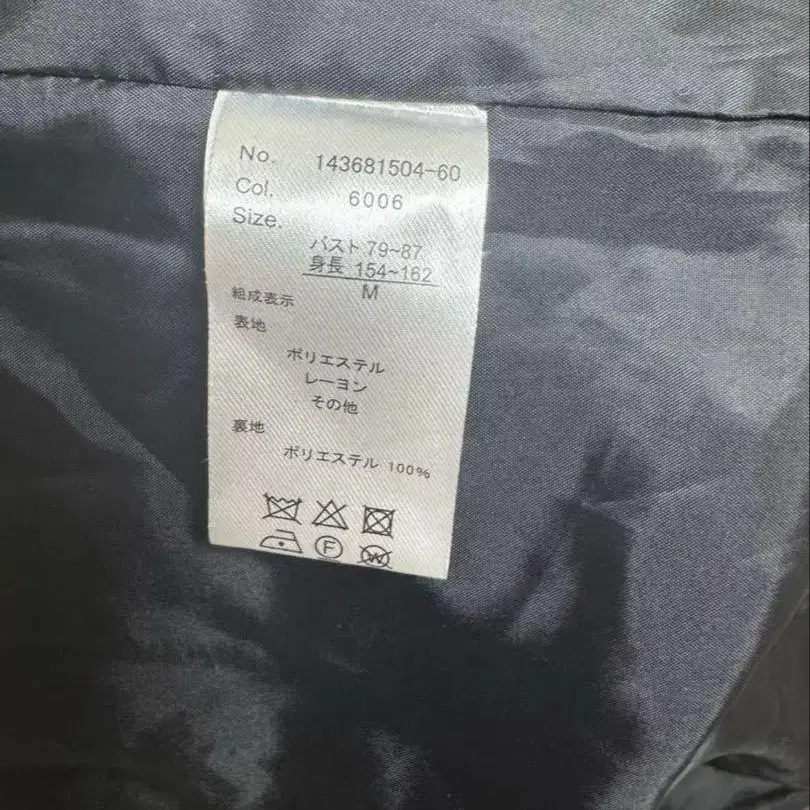 No. 143681504-60
Col. 6006
Size.
バスト 79~87
身長 154~162
M
組成表示
表地
ポリエステル
レーヨン
その他
裏地
ポリエステル 100%
F
W